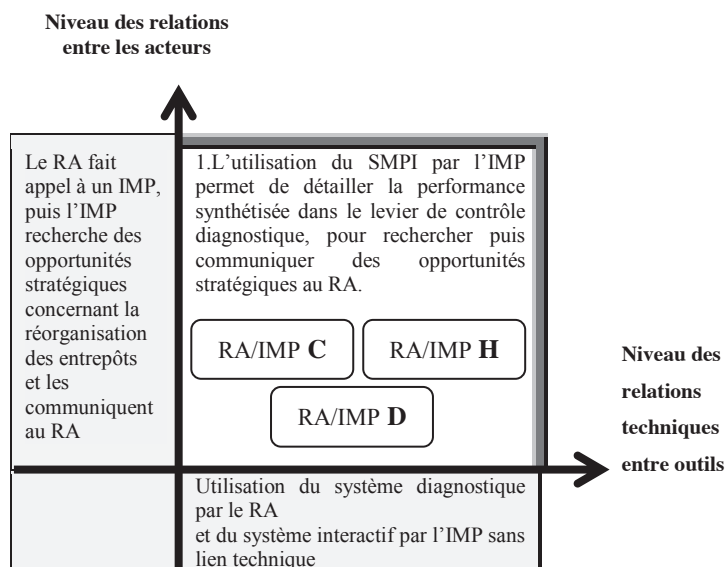 Niveau des relations
entre les acteurs
Le RA fait
appel à un IMP,
puis l'IMP
recherche des
opportunités
stratégiques
concernant la
réorganisation
des entrepôts
et les
communiquent
au RA
1.L'utilisation du SMPI par l'IMP
permet de détailler la performance
synthétisée dans le levier de contrôle
diagnostique, pour rechercher puis
communiquer des opportunités
stratégiques au RA.
RA/IMP C
RA/IMP H
RA/IMP D
Niveau des
relations
techniques
entre outils
Utilisation du système diagnostique
par le RA
et du système interactif par l'IMP sans
lien technique